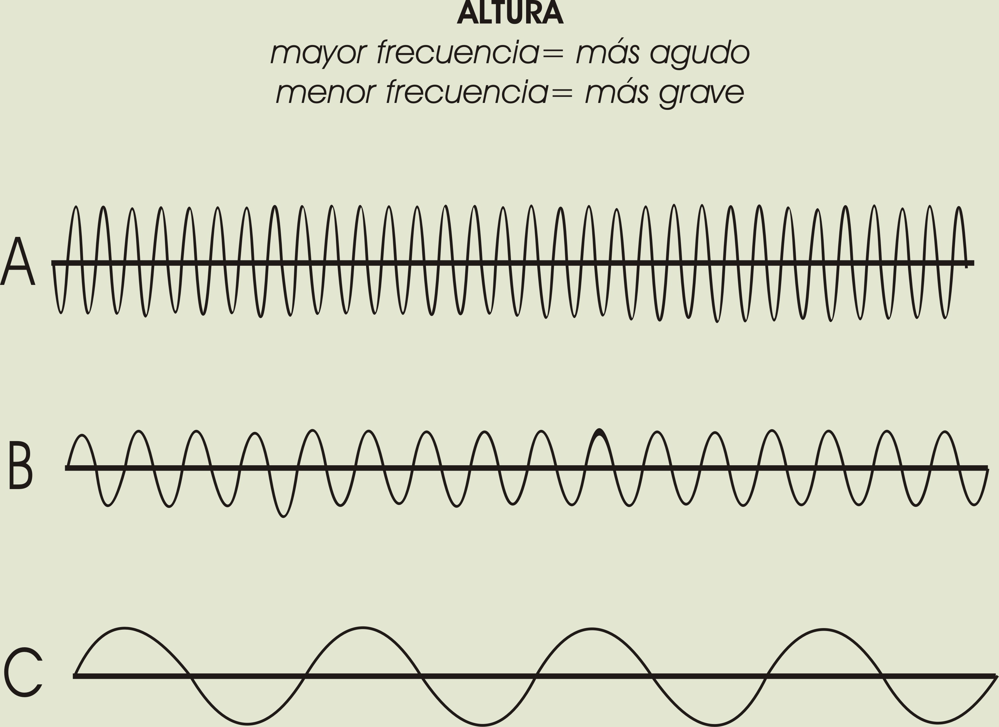 ALTURA
mayor frecuencia= más agudo
menor frecuencia= más grave
A
B
C